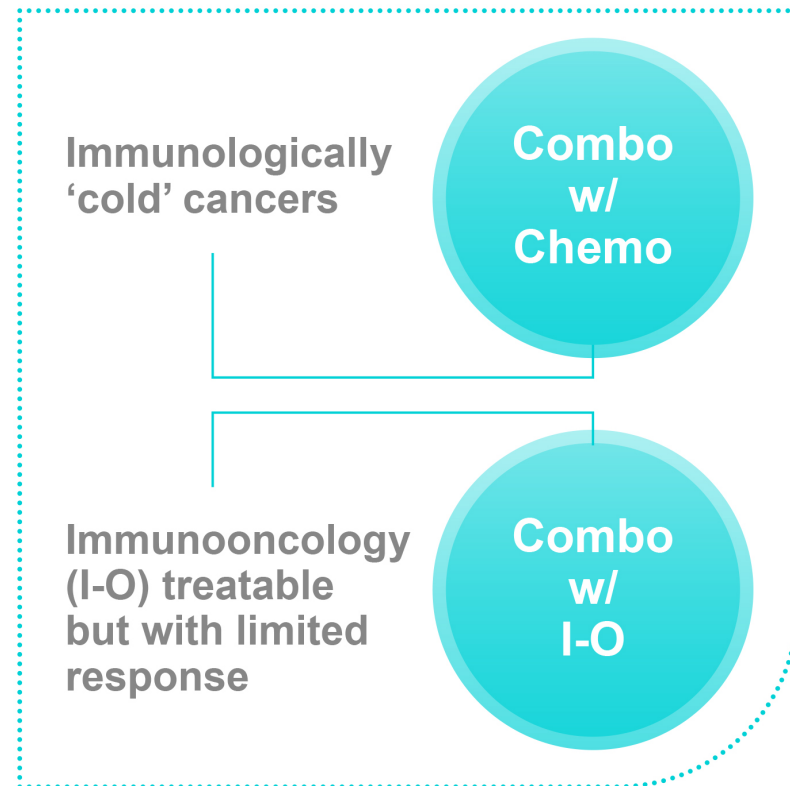 Immunologically
‘cold’ cancers
Combo
w/
Chemo
Immunooncology
(I-O) treatable
but with limited
response
Combo
w/
I-O